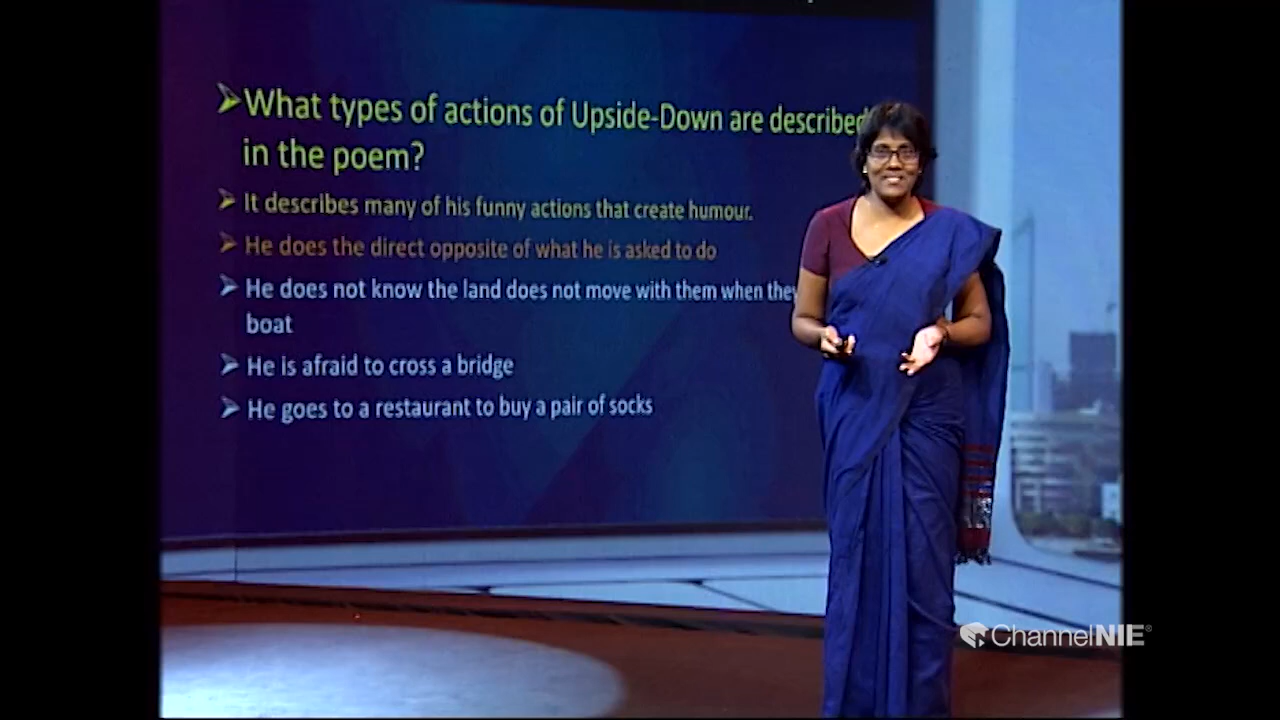 What types of actions of Upside-Down are described
in the poem?
It describes many of his funny actions that create humour.
He does the direct opposite of what he is asked to do
He does not know the land does not move with them when they
boat
He is afraid to cross a bridge
He goes to a restaurant to buy a pair of socks
ChannelNIE